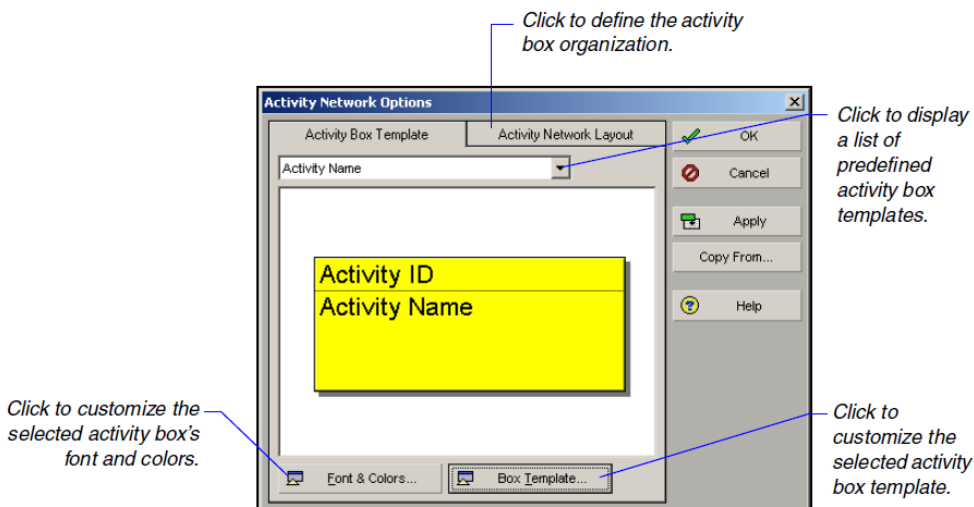 Click to define the activity
box organization.
Activity Network Options
Activity Box Template
Activity Network Layout
OK
Click to display
a list of
predefined
activity box
templates.
Activity Name
Cancel
Apply
Copy From...
Help
Activity ID
Activity Name
Click to customize the
selected activity box's
font and colors.
Font & Colors...
Box Template...
Click to
customize the
selected activity
box template.